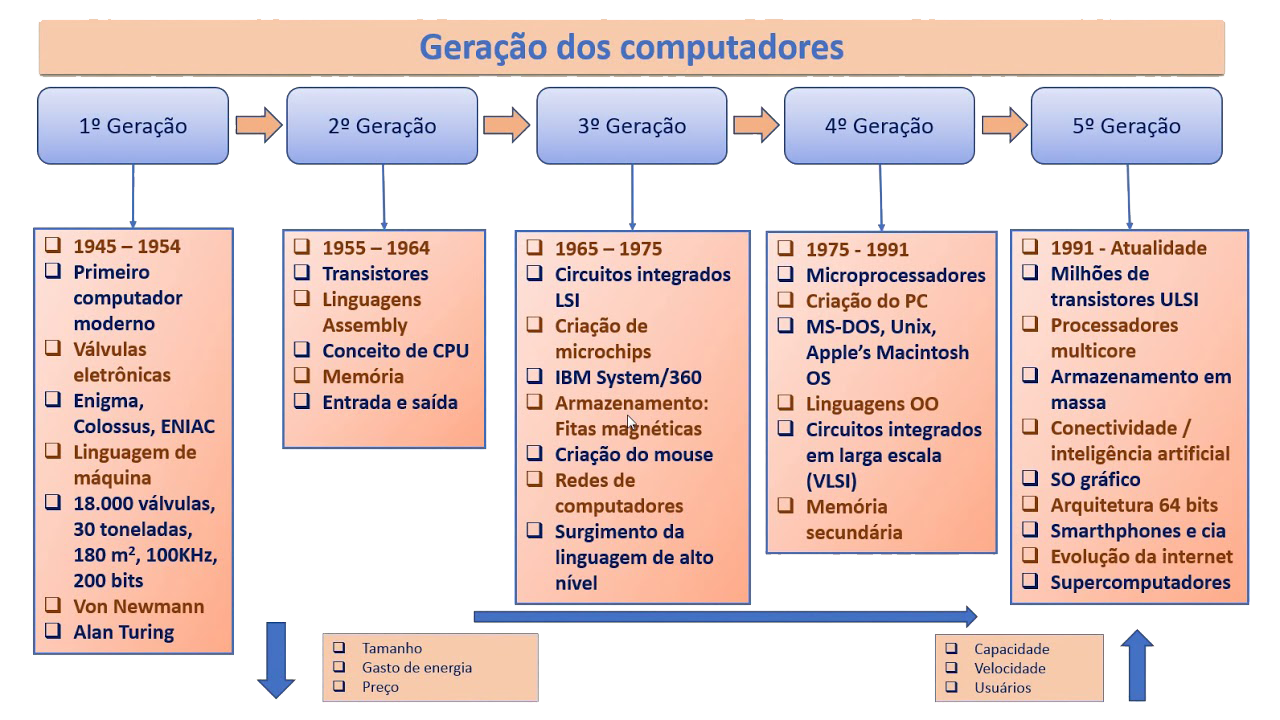 Geração dos computadores
1º Geração
2º Geração
3º Geração
4º Geração
5º Geração
1945 – 1954
Primeiro
computador
moderno
Válvulas
eletrônicas
Enigma,
Colossus, ENIAC
Linguagem de
máquina
18.000 válvulas,
30 toneladas,
180 m², 100KHz,
200 bits
Von Newmann
Alan Turing
1955 – 1964
Transistores
Linguagens
Assembly
Conceito de CPU
Memória
Entrada e saída
1965 – 1975
Circuitos integrados
LSI
Criação de
microchips
IBM System/360
Armazenamento:
Fitas magnéticas
Criação do mouse
Redes de
computadores
Surgimento da
linguagem de alto
nível
1975 - 1991
Microprocessadores
Criação do PC
MS-DOS, Unix,
Apple’s Macintosh
OS
Linguagens OO
Circuitos integrados
em larga escala
(VLSI)
Memória
secundária
1991 - Atualidade
Milhões de
transistores ULSI
Processadores
multicore
Armazenamento em
massa
Conectividade /
inteligência artificial
SO gráfico
Arquitetura 64 bits
Smarthphones e cia
Evolução da internet
Supercomputadores
Tamanho
Gasto de energia
Preço
Capacidade
Velocidade
Usuários